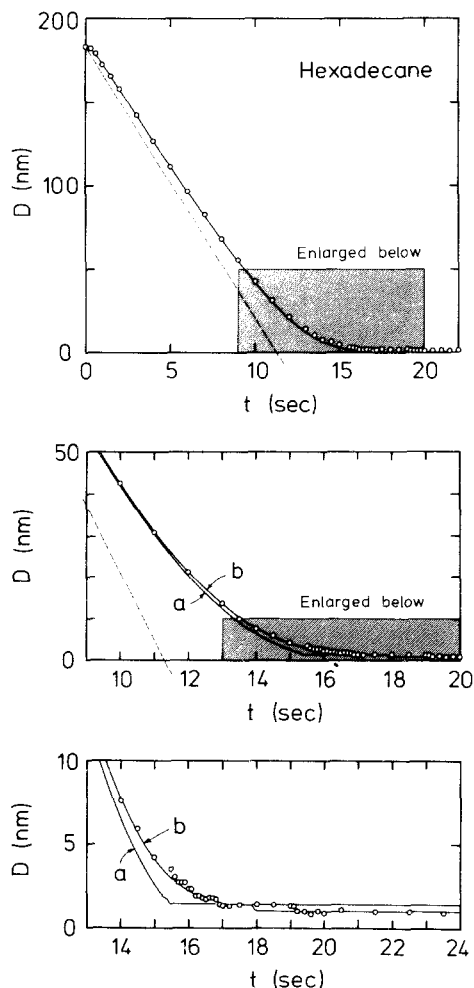 200
Hexadecane
D (nm)
100
Enlarged below
0
0 5 10 15 20
t (sec)
50
D (nm)
b
a
Enlarged below
0
10 12 14 16 18 20
t (sec)
10
D (nm)
b
5
a
0
14 16 18 20 22 24
t (sec)